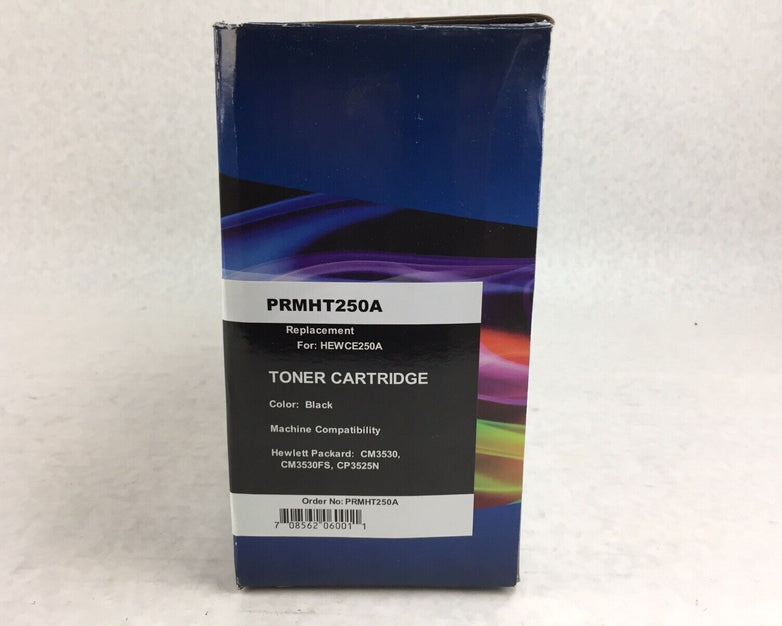 PRMHT250A
Replacement
For: HEWCE250A
TONER CARTRIDGE
Color: Black
Machine Compatibility
Hewlett Packard: CM3530,
CM3530FS, CP3525N
Order No: PRMHT250A
7 08562 06001 1